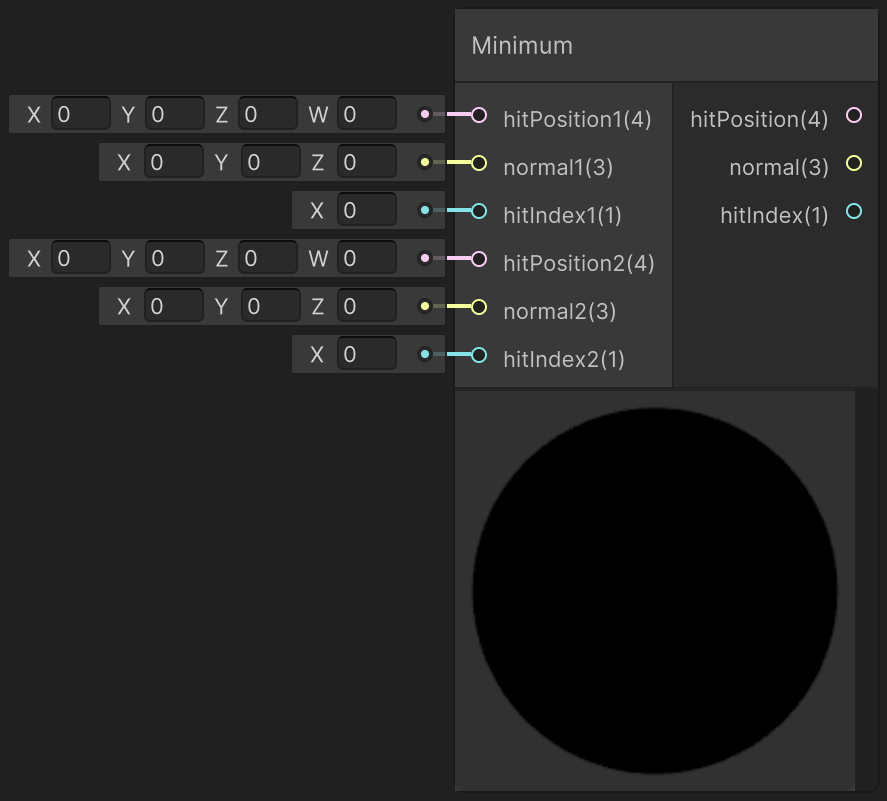 Minimum
X 0 Y 0 Z 0 W 0 hitPosition1(4) hitPosition(4)
X 0 Y 0 Z 0 normal1(3) normal(3)
X 0 hitIndex1(1) hitIndex(1)
X 0 Y 0 Z 0 W 0 hitPosition2(4)
X 0 Y 0 Z 0 normal2(3)
X 0 hitIndex2(1)